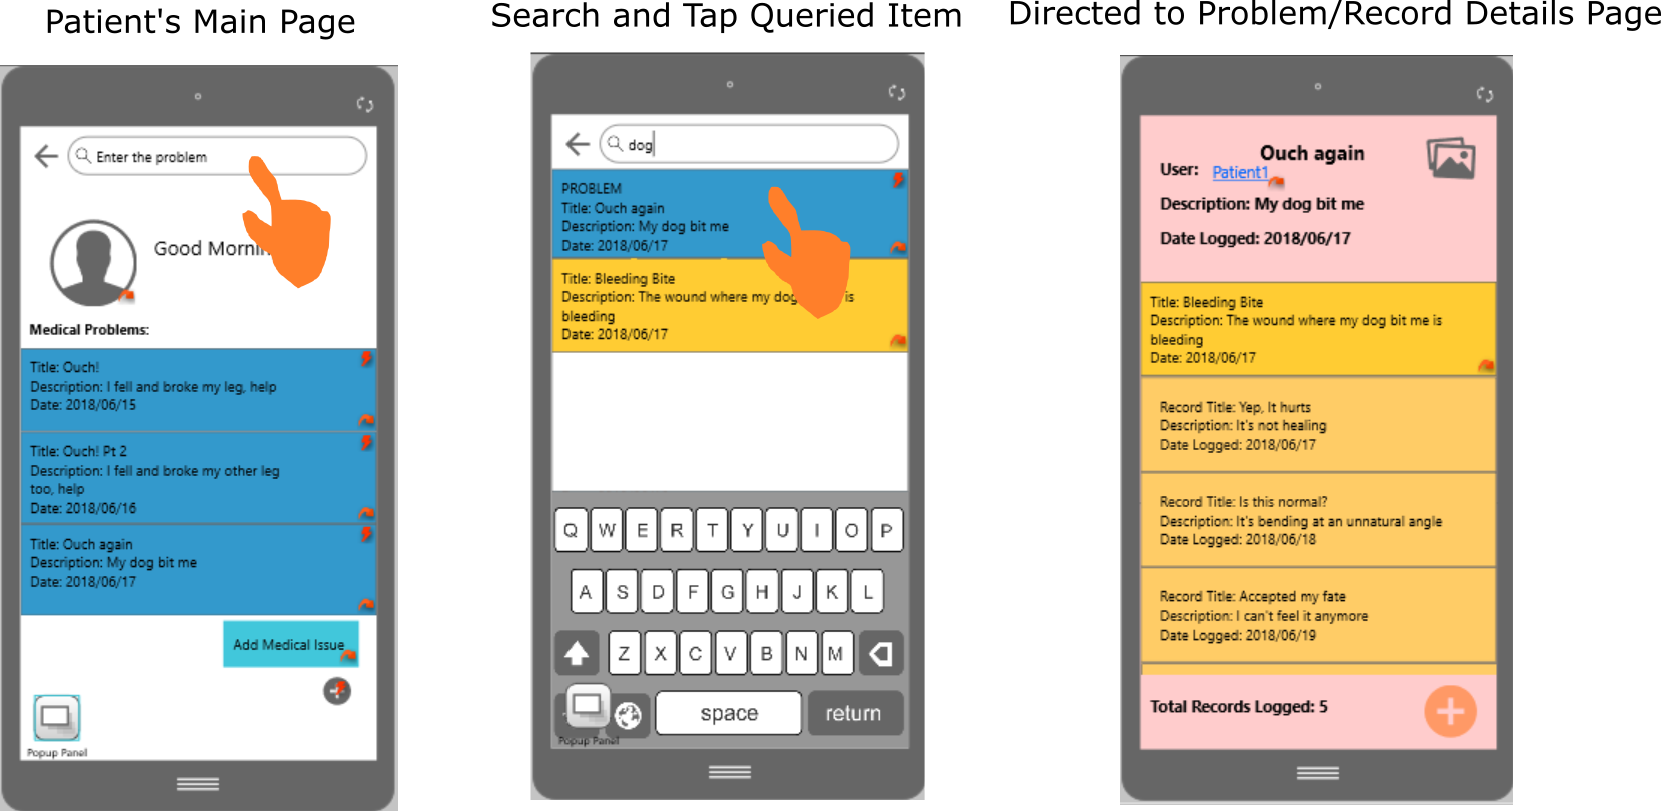 Patient's Main Page
Enter the problem
Good Mornin
Medical Problems:
Title: Ouch!
Description: I fell and broke my leg, help
Date: 2018/06/15
Title: Ouch! Pt 2
Description: I fell and broke my other leg
too, help
Date: 2018/06/16
Title: Ouch again
Description: My dog bit me
Date: 2018/06/17
Add Medical Issue
Popup Panel
Search and Tap Queried Item
dog
PROBLEM
Title: Ouch again
Description: My dog bit me
Date: 2018/06/17
Title: Bleeding Bite
Description: The wound where my dog is
bleeding
Date: 2018/06/17
Q W E R T Y U I O P
A S D F G H J K L
Z X C V B N M
space return
Popup Panel
Directed to Problem/Record Details Page
Ouch again
User: Patient1
Description: My dog bit me
Date Logged: 2018/06/17
Title: Bleeding Bite
Description: The wound where my dog bit me is
bleeding
Date: 2018/06/17
Record Title: Yep, It hurts
Description: It's not healing
Date Logged: 2018/06/17
Record Title: Is this normal?
Description: It's bending at an unnatural angle
Date Logged: 2018/06/18
Record Title: Accepted my fate
Description: I can't feel it anymore
Date Logged: 2018/06/19
Total Records Logged: 5